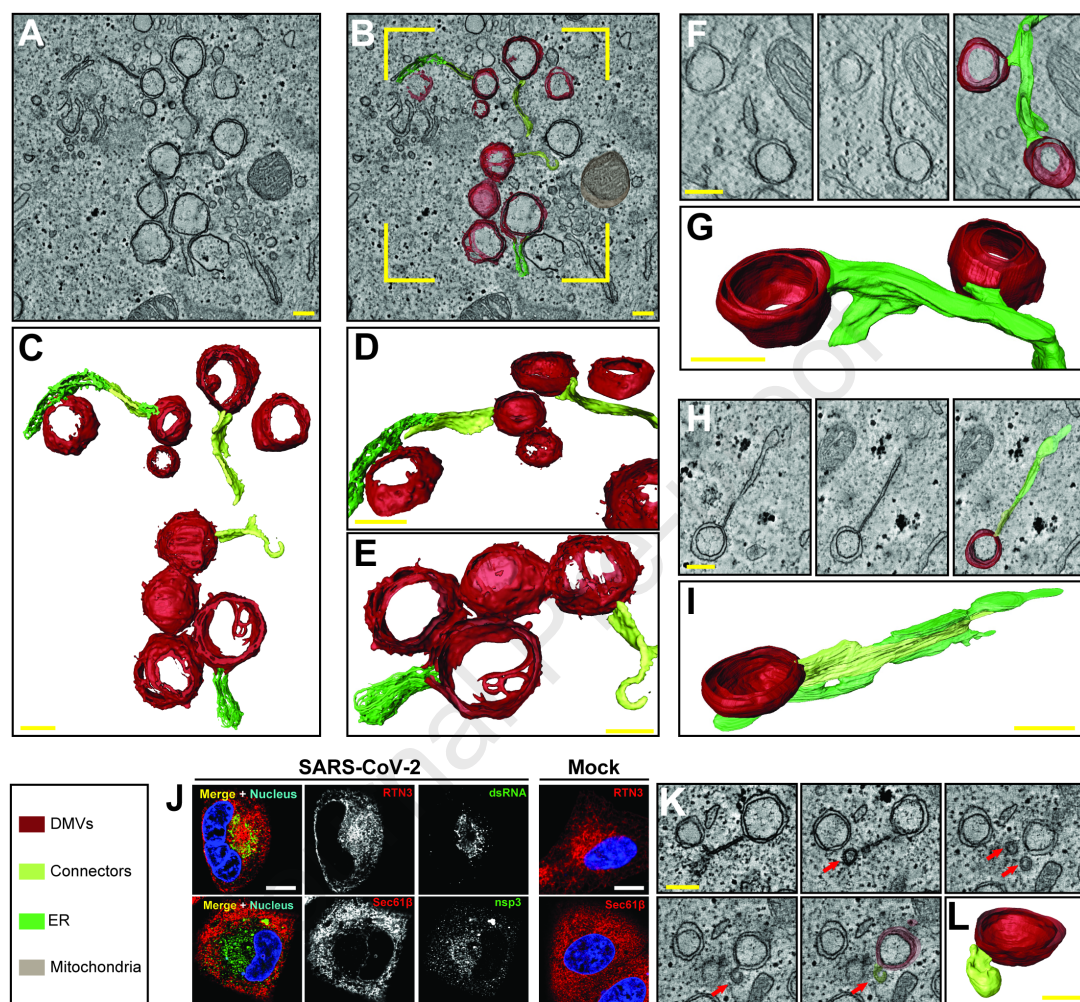 A
B
F
G
C
D
E
H
I
SARS-CoV-2
Mock
J
Merge + Nucleus
RTN3
dsRNA
RTN3
K
DMVs
Connectors
ER
Mitochondria
Merge + Nucleus
Sec61β
nsp3
Sec61β
L